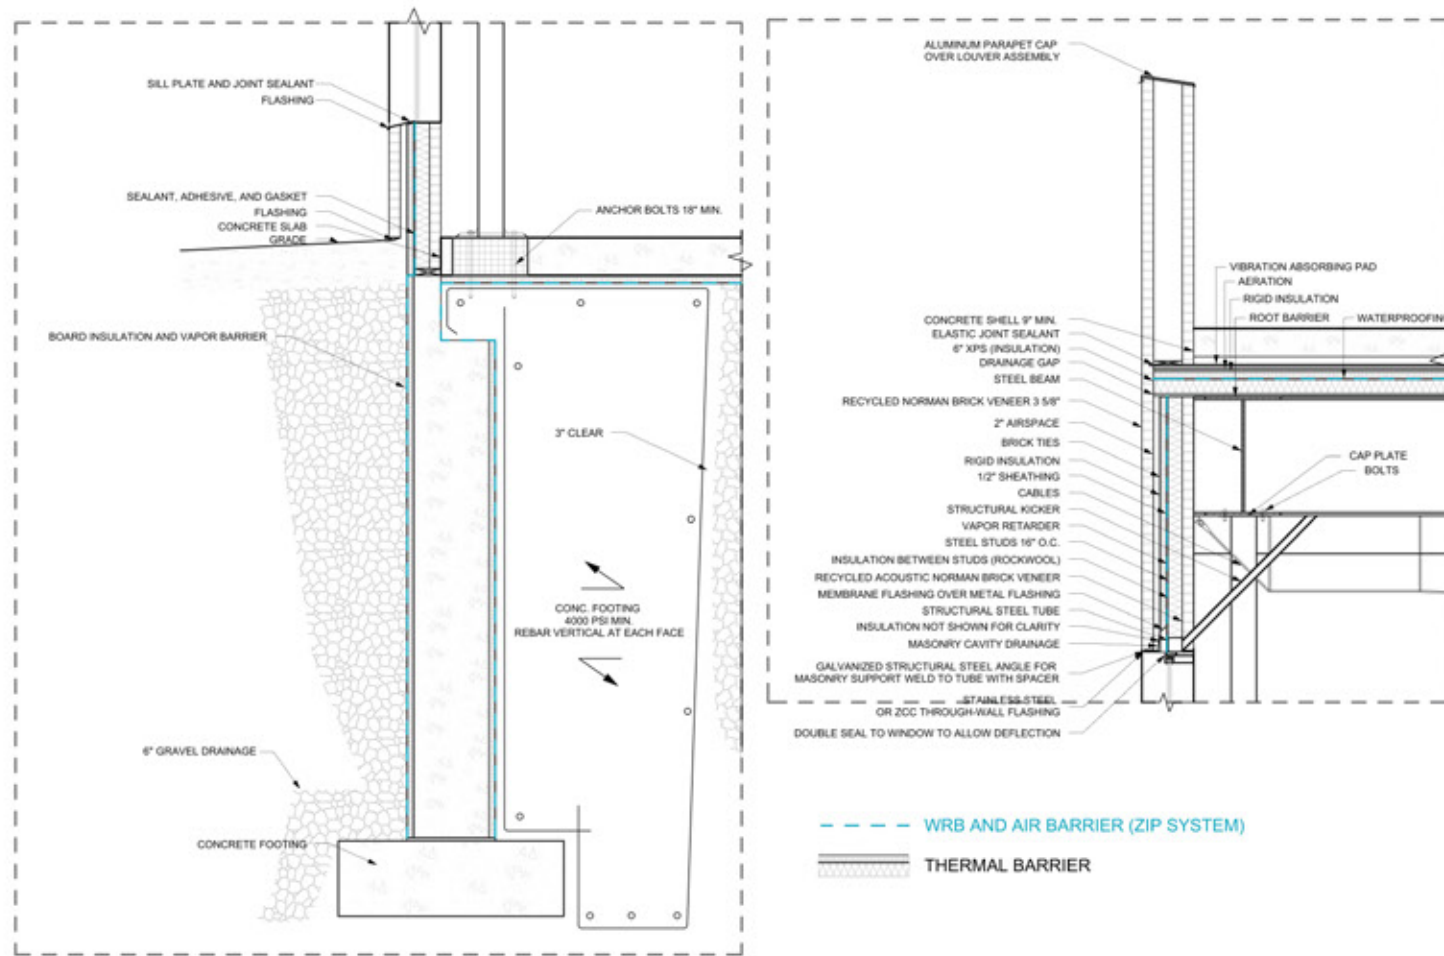 SILL PLATE AND JOINT SEALANT
FLASHING
SEALANT, ADHESIVE, AND GASKET
FLASHING
CONCRETE SLAB
GRADE
ANCHOR BOLTS 18" MIN.
BOARD INSULATION AND VAPOR BARRIER
3" CLEAR
CONC. FOOTING
4000 PSI MIN.
REBAR VERTICAL AT EACH FACE
6" GRAVEL DRAINAGE
CONCRETE FOOTING
ALUMINUM PARAPET CAP
OVER LOUVER ASSEMBLY
VIBRATION ABSORBING PAD
AERATION
RIGID INSULATION
ROOT BARRIER
WATERPROOFING
CONCRETE SHELL 9" MIN.
ELASTIC JOINT SEALANT
6" XPS (INSULATION)
DRAINAGE GAP
STEEL BEAM
RECYCLED NORMAN BRICK VENEER 3 5/8"
2" AIRSPACE
BRICK TIES
RIGID INSULATION
1/2" SHEATHING
CABLES
STRUCTURAL KICKER
VAPOR RETARDER
STEEL STUDS 16" O.C.
INSULATION BETWEEN STUDS (ROCKWOOL)
RECYCLED ACOUSTIC NORMAN BRICK VENEER
MEMBRANE FLASHING OVER METAL FLASHING
STRUCTURAL STEEL TUBE
INSULATION NOT SHOWN FOR CLARITY
MASONRY CAVITY DRAINAGE
GALVANIZED STRUCTURAL STEEL ANGLE FOR
MASONRY SUPPORT WELD TO TUBE WITH SPACER
STAINLESS STEEL
OR ZCC THROUGH-WALL FLASHING
DOUBLE SEAL TO WINDOW TO ALLOW DEFLECTION
CAP PLATE
BOLTS
WRB AND AIR BARRIER (ZIP SYSTEM)
THERMAL BARRIER